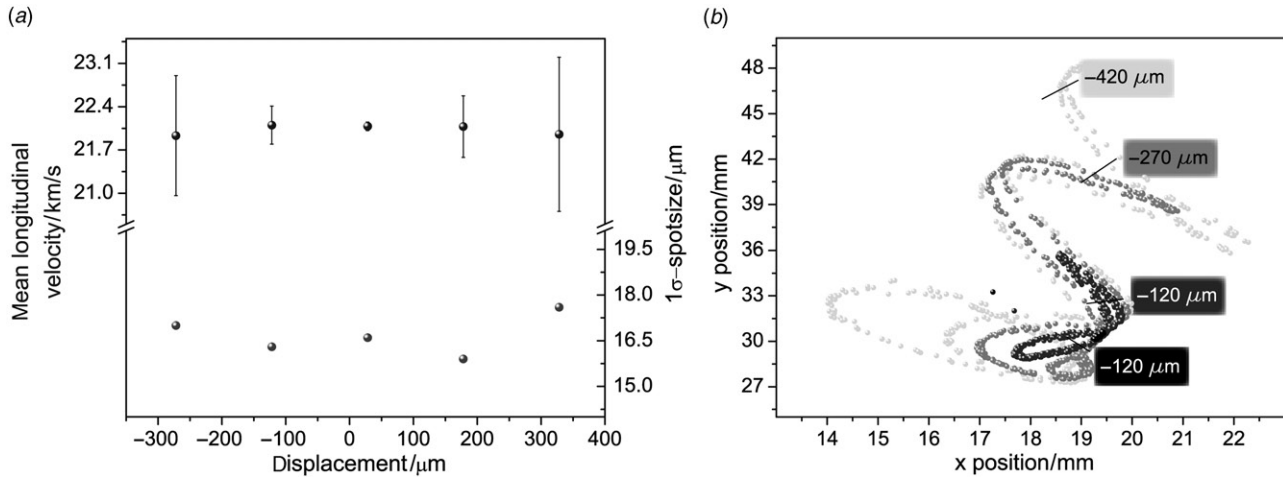 (a)
Mean longitudinal
velocity/km/s
23.1
22.4
21.7
21.0
19.5
18.0
16.5
15.0
1σ–spotsize/μm
−300 −200 −100 0 100 200 300 400
Displacement/μm
(b)
y position/mm
48
45
42
39
36
33
30
27
−420 μm
−270 μm
−120 μm
−120 μm
14 15 16 17 18 19 20 21 22
x position/mm